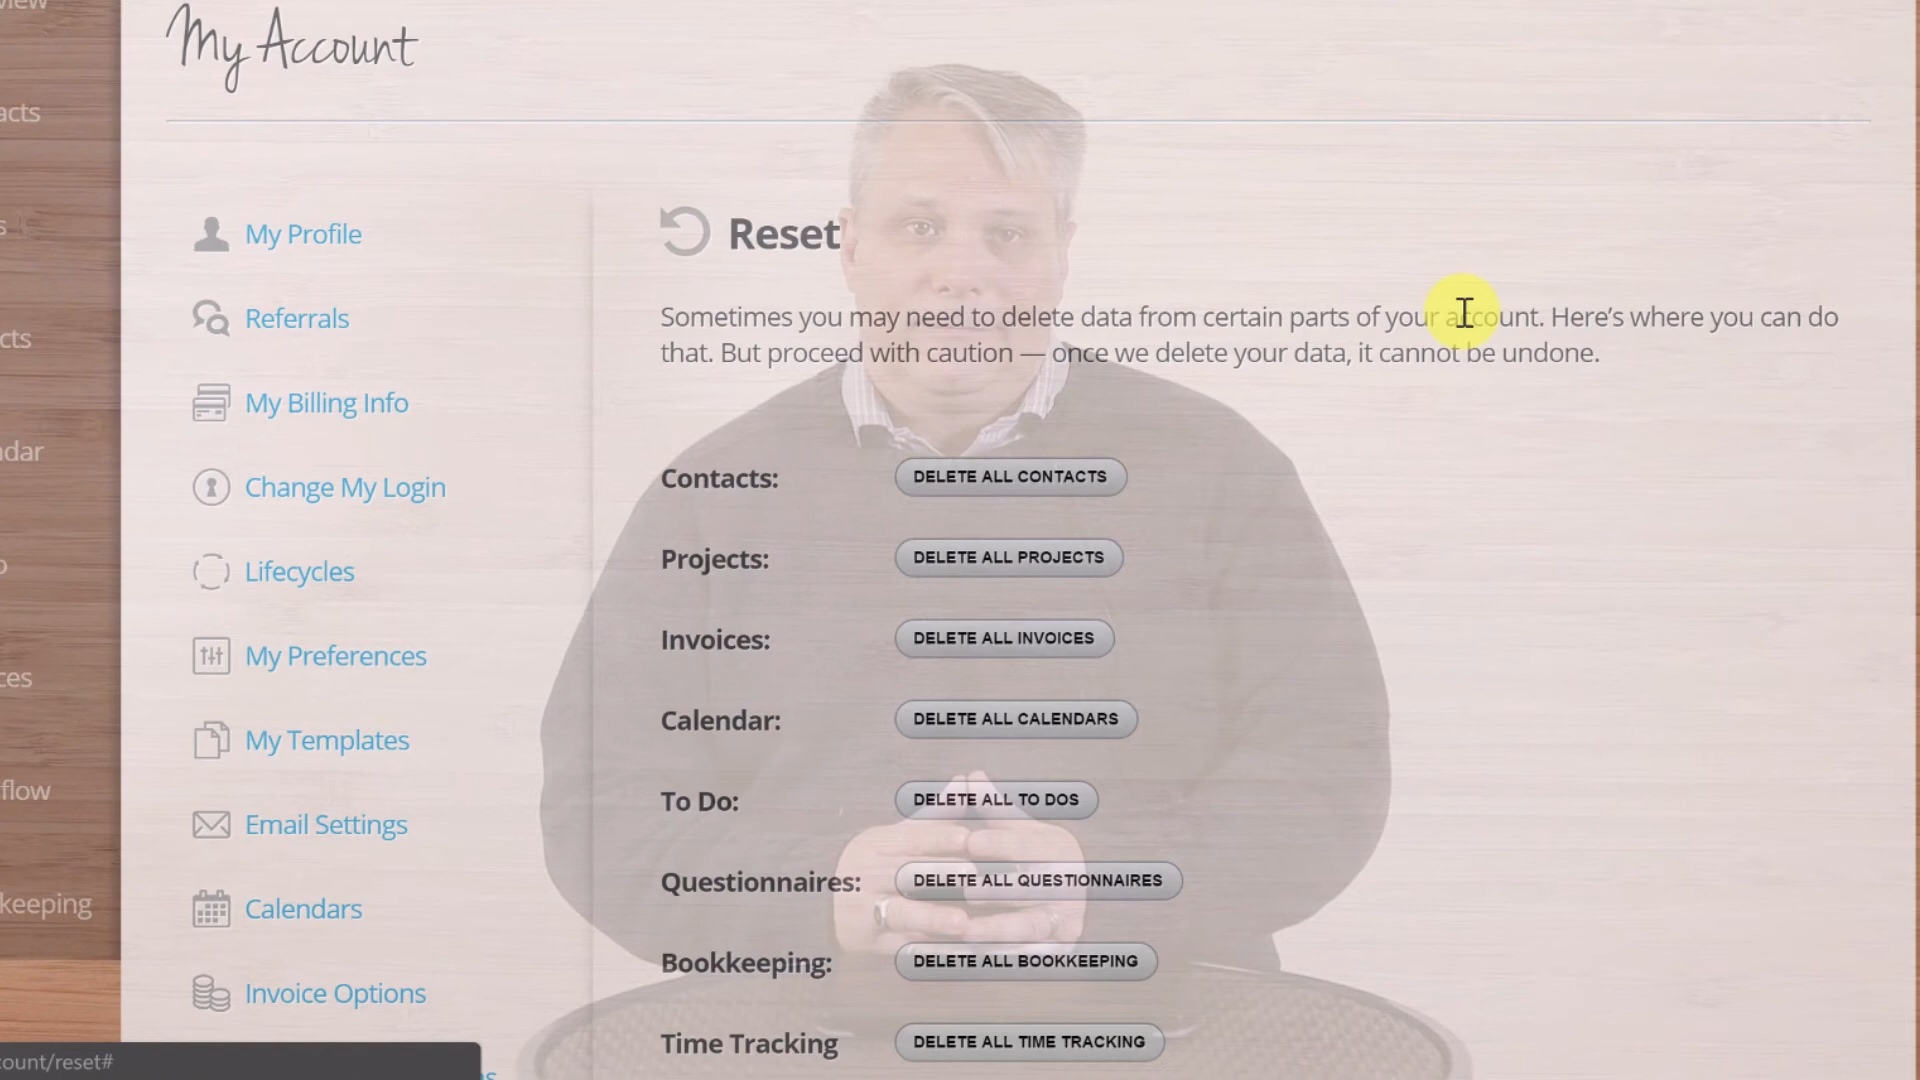 My Account
acts
cts
ndar
ces
flow
keeping
My Profile
Referrals
My Billing Info
Change My Login
Lifecycles
My Preferences
My Templates
Email Settings
Calendars
Invoice Options
Reset
Sometimes you may need to delete data from certain parts of your account. Here's where you can do
that. But proceed with caution — once we delete your data, it cannot be undone.
Contacts: DELETE ALL CONTACTS
Projects: DELETE ALL PROJECTS
Invoices: DELETE ALL INVOICES
Calendar: DELETE ALL CALENDARS
To Do: DELETE ALL TO DOS
Questionnaires: DELETE ALL QUESTIONNAIRES
Bookkeeping: DELETE ALL BOOKKEEPING
Time Tracking DELETE ALL TIME TRACKING
count/reset#